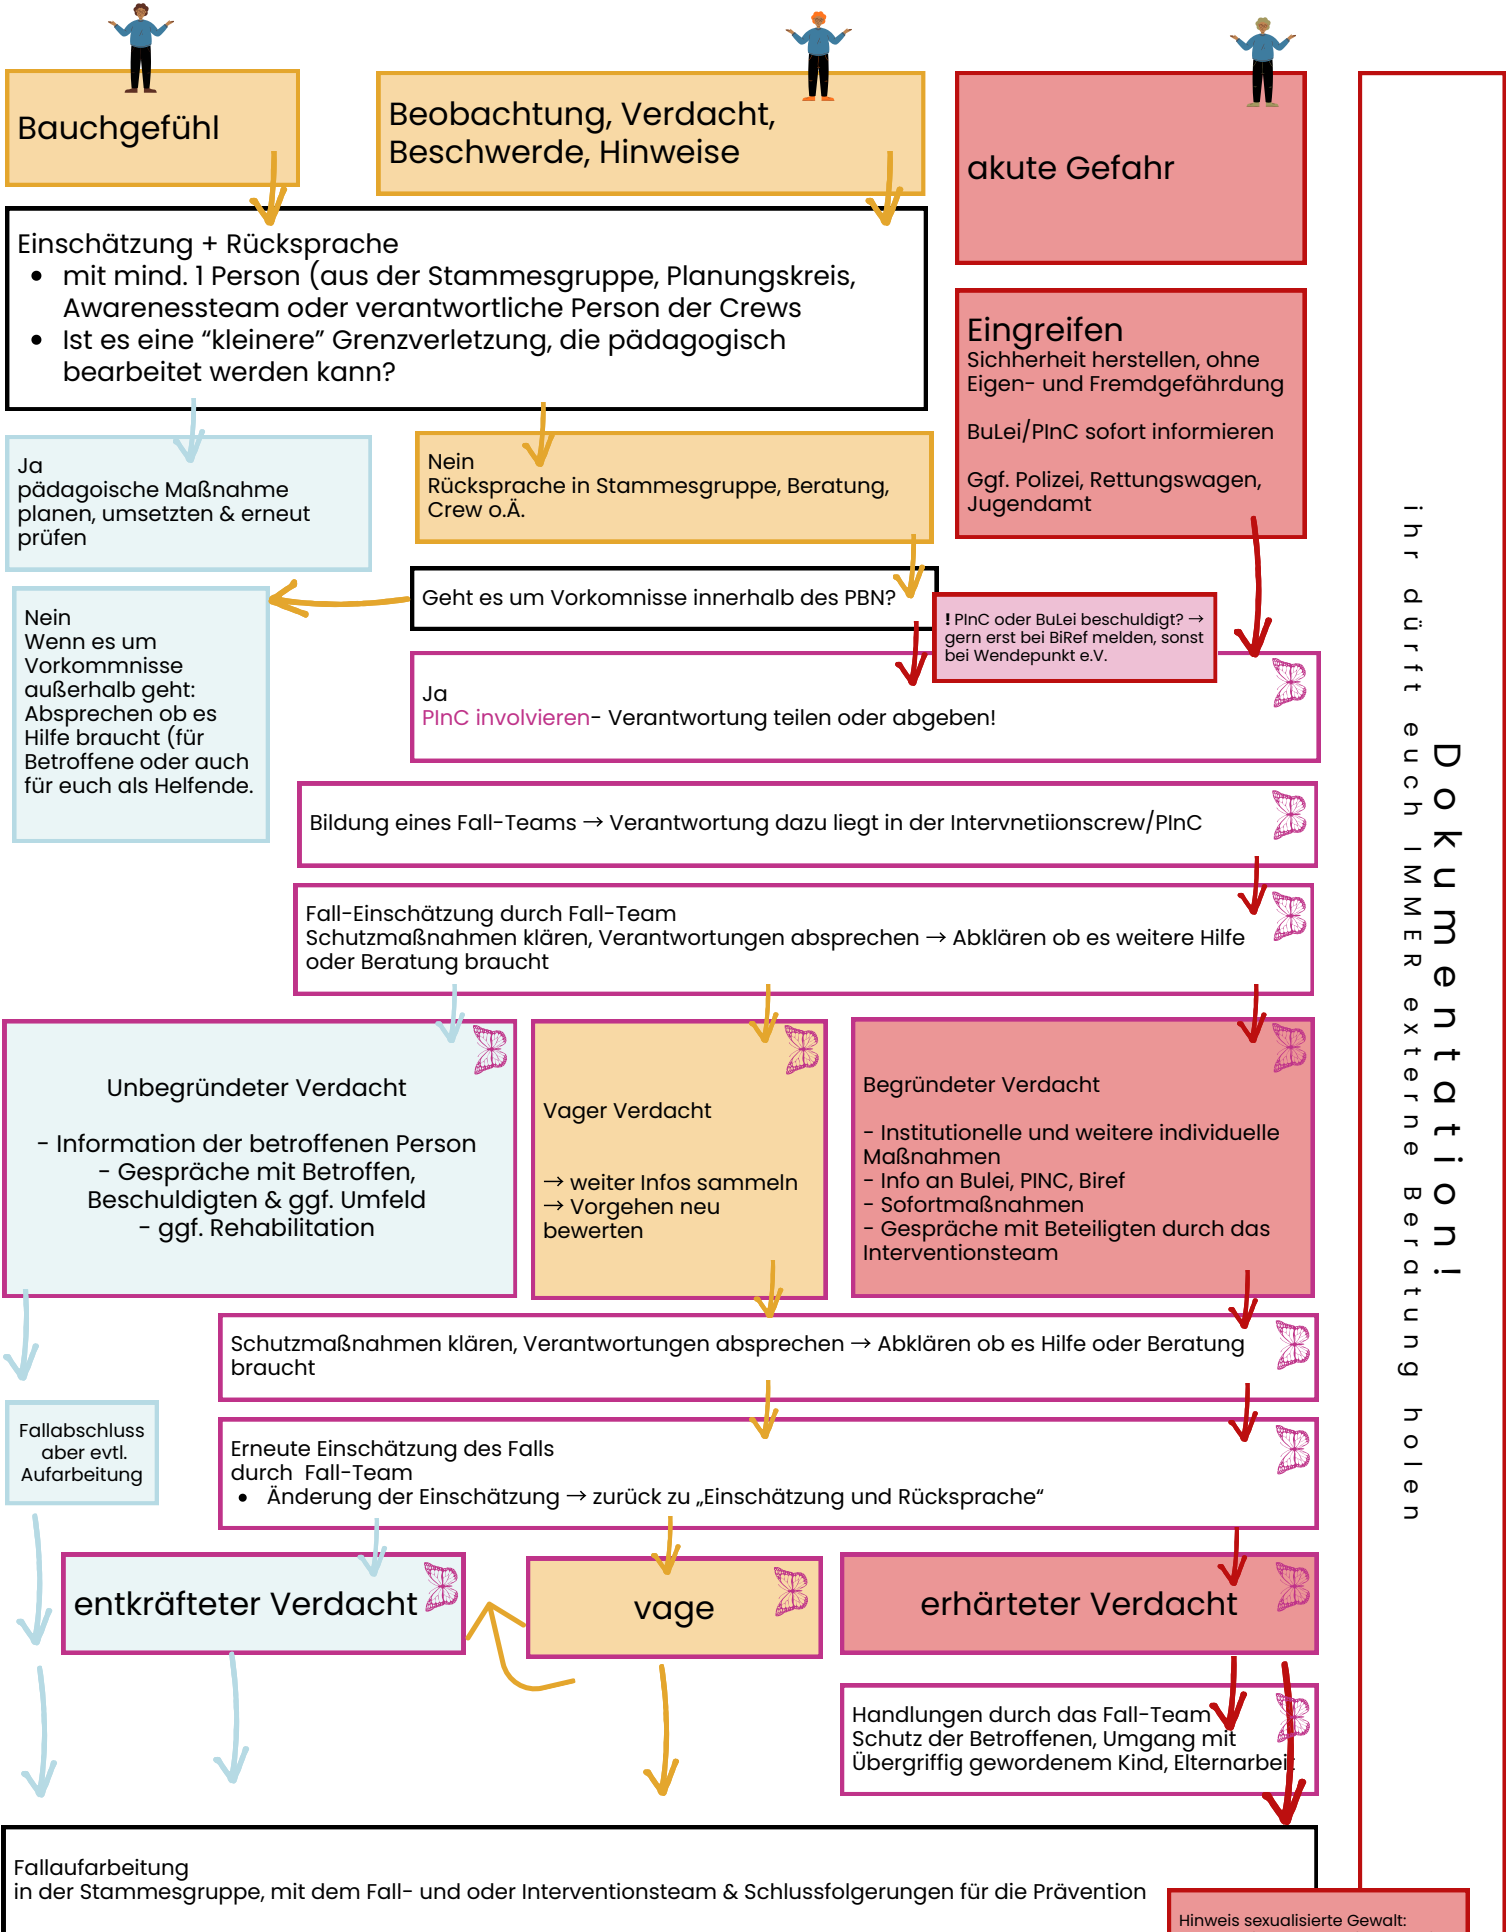 Bauchgefühl
Beobachtung, Verdacht,
Beschwerde, Hinweise
akute Gefahr
Einschätzung + Rücksprache
• mit mind. 1 Person (aus der Stammesgruppe, Planungskreis,
Awarenessteam oder verantwortliche Person der Crews
• Ist es eine “kleinere” Grenzverletzung, die pädagogisch
bearbeitet werden kann?
Eingreifen
Sichherheit herstellen, ohne
Eigen- und Fremdgefährdung
BuLei/PInC sofort informieren
Ggf. Polizei, Rettungswagen,
Jugendamt
Ja
pädagoische Maßnahme
planen, umsetzten & erneut
prüfen
Nein
Rücksprache in Stammesgruppe, Beratung,
Crew o.Ä.
Geht es um Vorkomnisse innerhalb des PBN?
Nein
Wenn es um
Vorkommnisse
außerhalb geht:
Absprechen ob es
Hilfe braucht (für
Betroffene oder auch
für euch als Helfende.
! PInC oder BuLei beschuldigt? →
gern erst bei BiRef melden, sonst
bei Wendepunkt e.V.
Ja
PInC involvieren- Verantwortung teilen oder abgeben!
Bildung eines Fall-Teams → Verantwortung dazu liegt in der Intervnetiionscrew/PInC
Fall-Einschätzung durch Fall-Team
Schutzmaßnahmen klären, Verantwortungen absprechen → Abklären ob es weitere Hilfe
oder Beratung braucht
Unbegründeter Verdacht
- Information der betroffenen Person
- Gespräche mit Betroffen,
Beschuldigten & ggf. Umfeld
- ggf. Rehabilitation
Vager Verdacht
→ weiter Infos sammeln
→ Vorgehen neu
bewerten
Begründeter Verdacht
- Institutionelle und weitere individuelle
Maßnahmen
- Info an Bulei, PINC, Biref
- Sofortmaßnahmen
- Gespräche mit Beteiligten durch das
Interventionsteam
Schutzmaßnahmen klären, Verantwortungen absprechen → Abklären ob es Hilfe oder Beratung
braucht
Fallabschluss
aber evtl.
Aufarbeitung
Erneute Einschätzung des Falls
durch Fall-Team
• Änderung der Einschätzung → zurück zu „Einschätzung und Rücksprache“
entkräfteter Verdacht
vage
erhärteter Verdacht
Handlungen durch das Fall-Team
Schutz der Betroffenen, Umgang mit
Übergriffig gewordenem Kind, Elternarbeit
Fallaufarbeitung
in der Stammesgruppe, mit dem Fall- und oder Interventionsteam & Schlussfolgerungen für die Prävention
Hinweis sexualisierte Gewalt:
Dokumentation!
ihr dürft euch IMMER externe Beratung holen